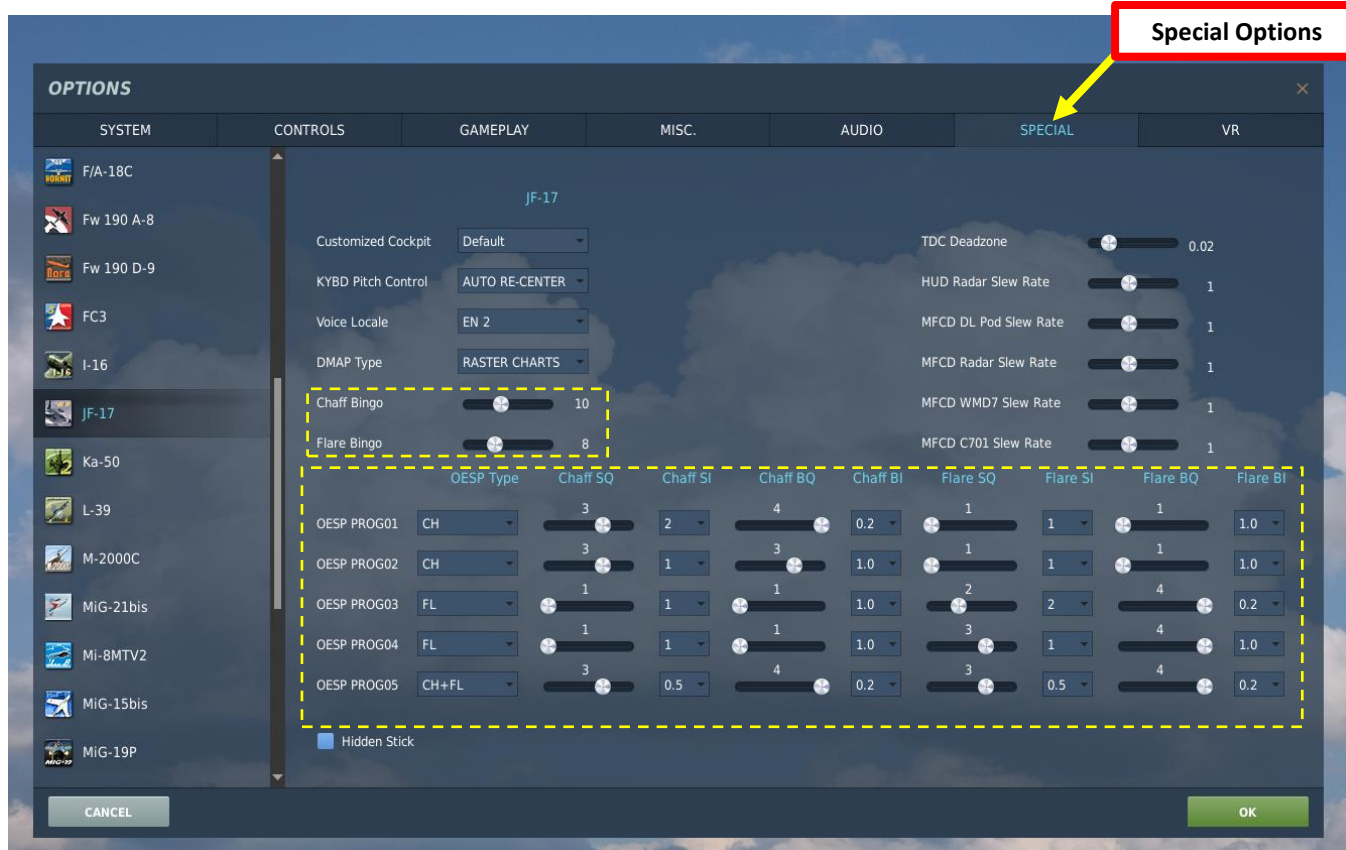 Special Options
OPTIONS
×
SYSTEM CONTROLS GAMEPLAY MISC. AUDIO SPECIAL VR
F/A-18C
Fw 190 A-8
Fw 190 D-9
FC3
I-16
JF-17
Ka-50
L-39
M-2000C
MiG-21bis
Mi-8MTV2
MiG-15bis
MiG-19P
JF-17
Customized Cockpit Default
KYBD Pitch Control AUTO RE-CENTER
Voice Locale EN 2
DMAP Type RASTER CHARTS
Chaff Bingo 10
Flare Bingo 8
TDC Deadzone 0.02
HUD Radar Slew Rate 1
MFCD DL Pod Slew Rate 1
MFCD Radar Slew Rate 1
MFCD WMD7 Slew Rate 1
MFCD C701 Slew Rate 1
OESP Type Chaff SQ Chaff SI Chaff BQ Chaff BI Flare SQ Flare SI Flare BQ Flare BI
OESP PROG01 CH 3 2 4 0.2 1 1 1 1.0
OESP PROG02 CH 3 1 3 1.0 1 1 1 1.0
OESP PROG03 FL 1 1 1 1.0 2 2 4 0.2
OESP PROG04 FL 1 1 1 1.0 3 1 4 1.0
OESP PROG05 CH+FL 3 0.5 4 0.2 3 0.5 4 0.2
Hidden Stick
CANCEL OK